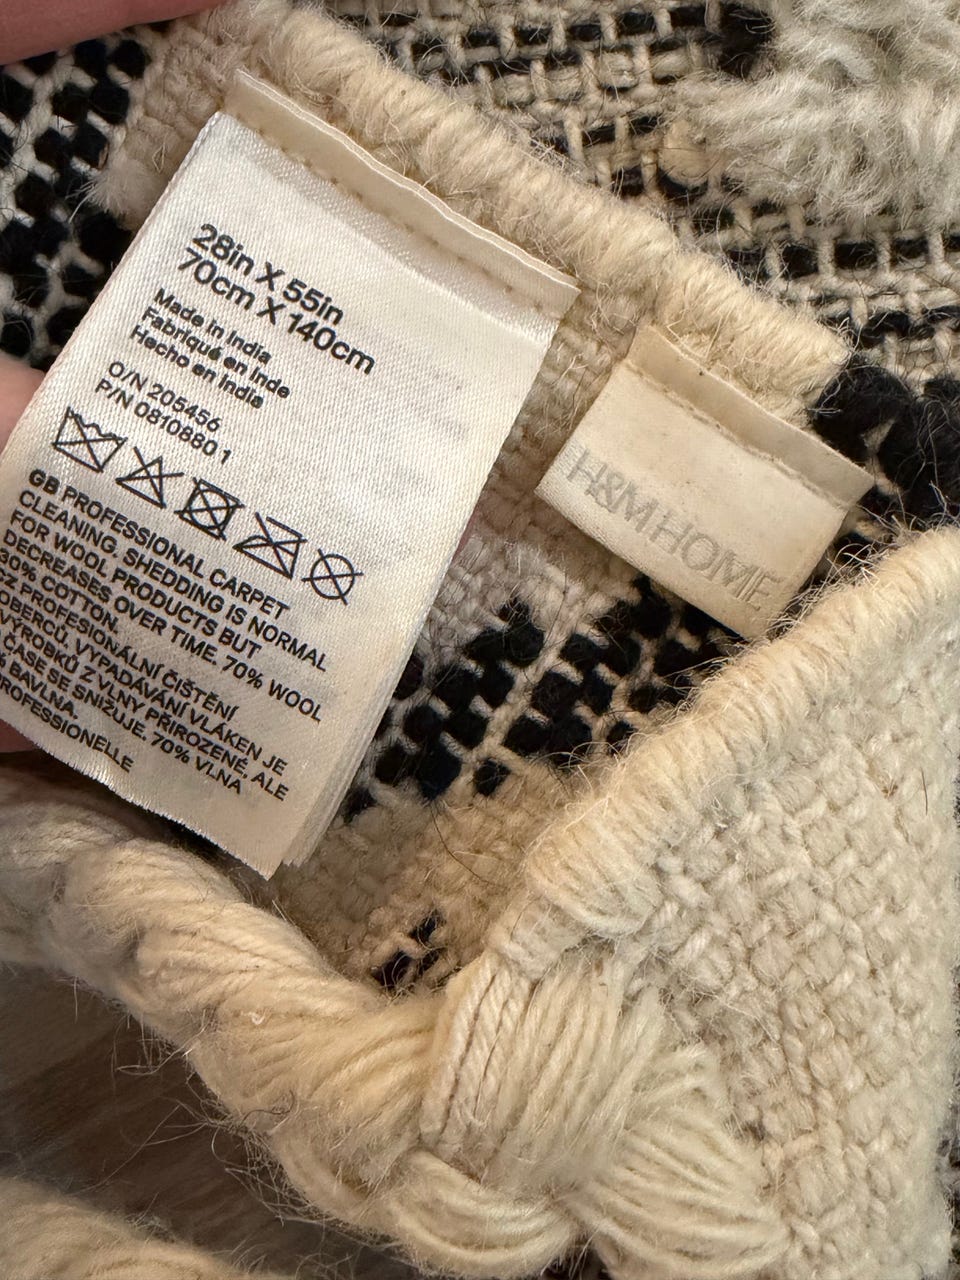 28in X 55in
70cm X 140cm
Made in India
Fabriqué en Inde
Hecho en India
O/N 205456
P/N 0810880 1
GB PROFESSIONAL CARPET
CLEANING. SHEDDING IS NORMAL
FOR WOOL PRODUCTS BUT
DECREASES OVER TIME. 70% WOOL
30% COTTON.
CZ PROFESIONÁLNÍ ČIŠTĚNÍ
KOBERCŮ. VYPADÁVÁNÍ VLÁKEN JE
VÝROBKŮ Z VLNY PŘIROZENÉ, ALE
ČASE SE SNIŽUJE. 70% VLNA
% BAVLNA.
PROFESSIONELLE
H&M HOME